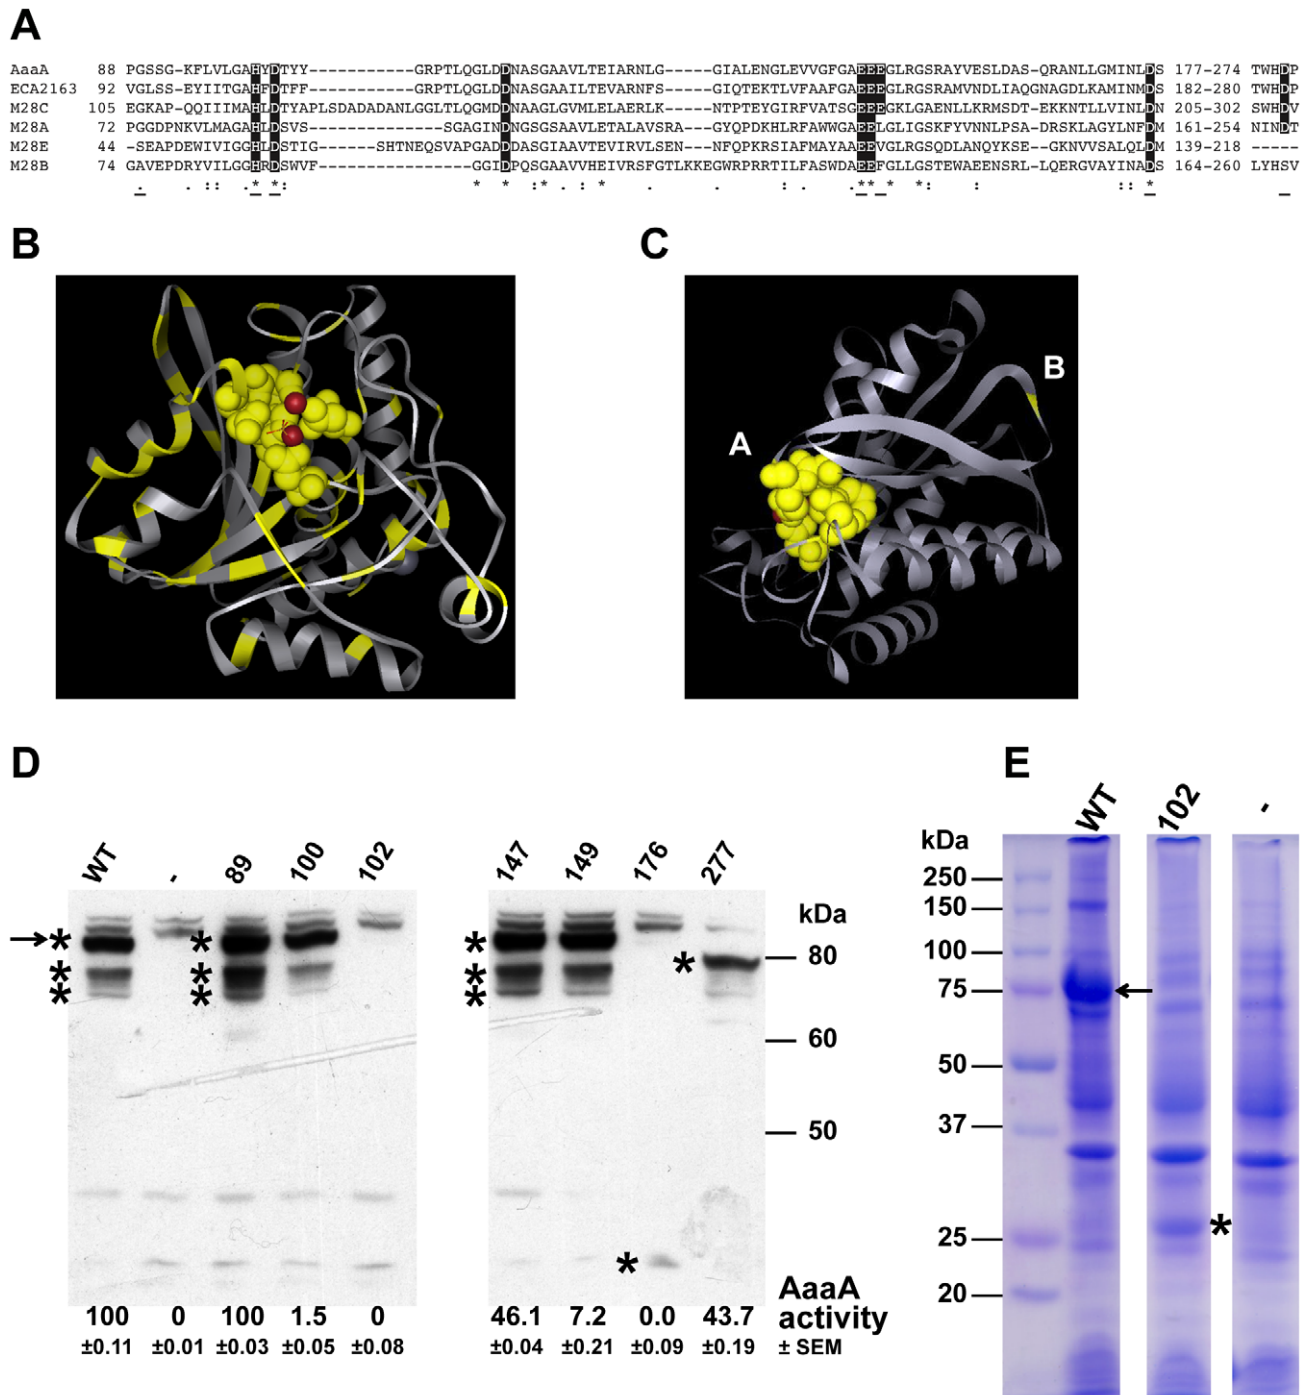 A
AaaA 88 PGSSG-KFLVLGAHYDTYY-----------GRPTLQGLDDNASGAAVLTEIARNLG-----GIALENGLEVVGFGAEEEGLRGSRAYVESLDAS-QRANLLGMINLDS 177-274 TWHDP
ECA2163 92 VGLSS-EYIITGAHFDTFF-----------GRPTLQGLDDNASGAAILTEVARNFS-----GIQTEKTLVFAAFGAEEEGLRGSRAMVNDLIAQGNAGDLKAMINMDS 182-280 TWHDP
M28C 105 EGKAP-QQIIIMAHLDTYAPLSDADADANLGGLTLQGMDDNAAGLGVMLELAERLK-----NTPTEYGIRFVATSGEEEGKLGAENLLKRMSDT-EKKNTLLVINLDN 205-302 SWHDV
M28A 72 PGGDPNKVLMAGAHLDSVS--------------SGAGINDNGSGSAAVLETALAVSRA---GYQPDKHLRFAWWGAEELGLIGSKFYVNNLPSA-DRSKLAGYLNFDM 161-254 NINDT
M28E 44 -SEAPDEWIVIGGHLDSTIG-------SHTNEQSVAPGADDDASGIAAVTEVIRVLSEN---NFQPKRSIAFMAYAAEEVGLRGSQDLANQYKSE-GKNVVSALQLDM 139-218 -----
M28B 74 GAVEPDRYVILGGHRDSWVF--------------GGIDPQSGAAVVHEIVRSFGTLKKEGWRPRRTILFASWDAEEFGLLGSTEWAEENSRL-LQERGVAYINADS 164-260 LYHSV
B
C
A
B
D
E
WT - 89 100 102 147 149 176 277
kDa
80
60
50
100 0 100 1.5 0 46.1 7.2 0.0 43.7 AaaA activity
±0.11 ±0.01 ±0.03 ±0.05 ±0.08 ±0.04 ±0.21 ±0.09 ±0.19 ± SEM
WT 102 -
kDa
250
150
100
75
50
37
25
20